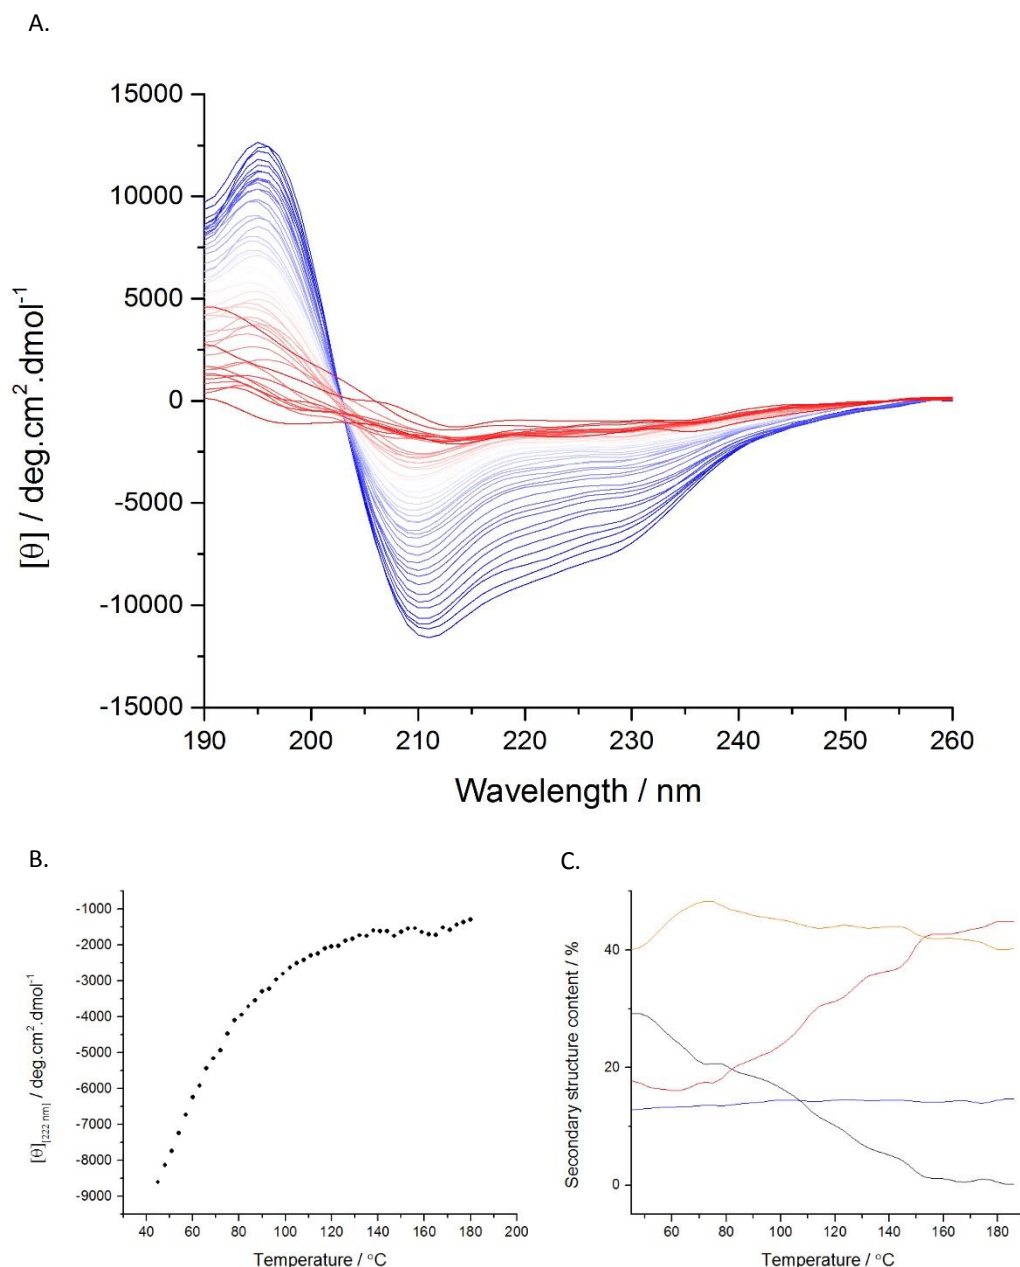 A.
15000
10000
5000
0
-5000
-10000
-15000
[θ] / deg.cm².dmol⁻¹
190 200 210 220 230 240 250 260
Wavelength / nm
B.
-1000
-2000
-3000
-4000
-5000
-6000
-7000
-8000
-9000
[θ][222 nm] / deg.cm².dmol⁻¹
40 60 80 100 120 140 160 180 200
Temperature / °C
C.
40
20
0
Secondary structure content / %
60 80 100 120 140 160 180
Temperature / °C